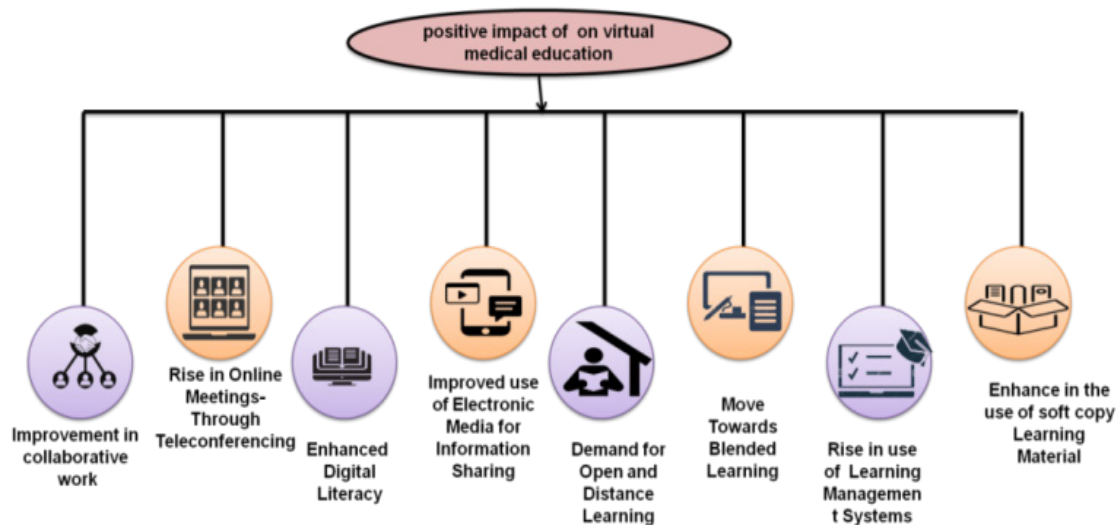 positive impact of on virtual
medical education
Improvement in
collaborative
work
Rise in Online
Meetings-
Through
Teleconferencing
Enhanced
Digital
Literacy
Improved use
of Electronic
Media for
Information
Sharing
Demand for
Open and
Distance
Learning
Move
Towards
Blended
Learning
Rise in use
of Learning
Managemen
t Systems
Enhance in the
use of soft copy
Learning
Material